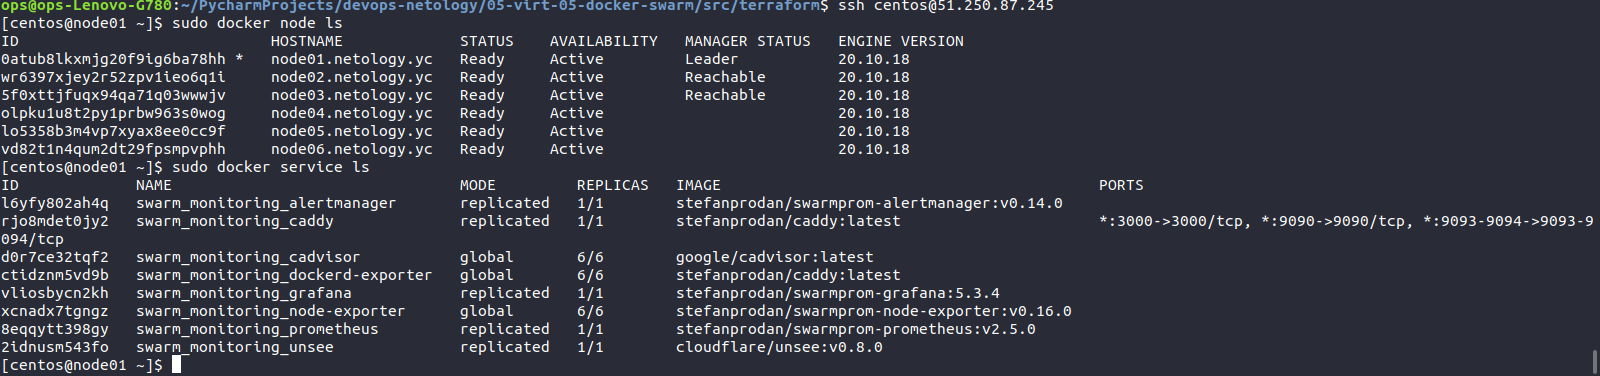 ops@ops-Lenovo-G780:~/PycharmProjects/devops-netology/05-virt-05-docker-swarm/src/terraform$ ssh centos@51.250.87.245
[centos@node01 ~]$ sudo docker node ls
ID                            HOSTNAME             STATUS    AVAILABILITY   MANAGER STATUS   ENGINE VERSION
0atub8lkxmjg20f9ig6ba78hh *   node01.netology.yc   Ready     Active         Leader           20.10.18
wr6397xjey2r52zpv1ieo6q1i     node02.netology.yc   Ready     Active         Reachable        20.10.18
5f0xttjfuqx94qa71q03wwwjv     node03.netology.yc   Ready     Active         Reachable        20.10.18
olpku1u8t2py1prbw963s0wog     node04.netology.yc   Ready     Active                          20.10.18
lo5358b3m4vp7xyax8ee0cc9f     node05.netology.yc   Ready     Active                          20.10.18
vd82t1n4qum2dt29fpsmpvphh     node06.netology.yc   Ready     Active                          20.10.18
[centos@node01 ~]$ sudo docker service ls
ID             NAME                                MODE         REPLICAS   IMAGE                                          PORTS
l6yfy802ah4q   swarm_monitoring_alertmanager       replicated   1/1        stefanprodan/swarmprom-alertmanager:v0.14.0
rjo8mdet0jy2   swarm_monitoring_caddy              replicated   1/1        stefanprodan/caddy:latest                      *:3000->3000/tcp, *:9090->9090/tcp, *:9093-9094->9093-9
094/tcp
d0r7ce32tqf2   swarm_monitoring_cadvisor           global       6/6        google/cadvisor:latest
ctidznm5vd9b   swarm_monitoring_dockerd-exporter   global       6/6        stefanprodan/caddy:latest
vliosbycn2kh   swarm_monitoring_grafana            replicated   1/1        stefanprodan/swarmprom-grafana:5.3.4
xcnadx7tgngz   swarm_monitoring_node-exporter      global       6/6        stefanprodan/swarmprom-node-exporter:v0.16.0
8eqqytt398gy   swarm_monitoring_prometheus         replicated   1/1        stefanprodan/swarmprom-prometheus:v2.5.0
2idnusm543fo   swarm_monitoring_unsee              replicated   1/1        cloudflare/unsee:v0.8.0
[centos@node01 ~]$